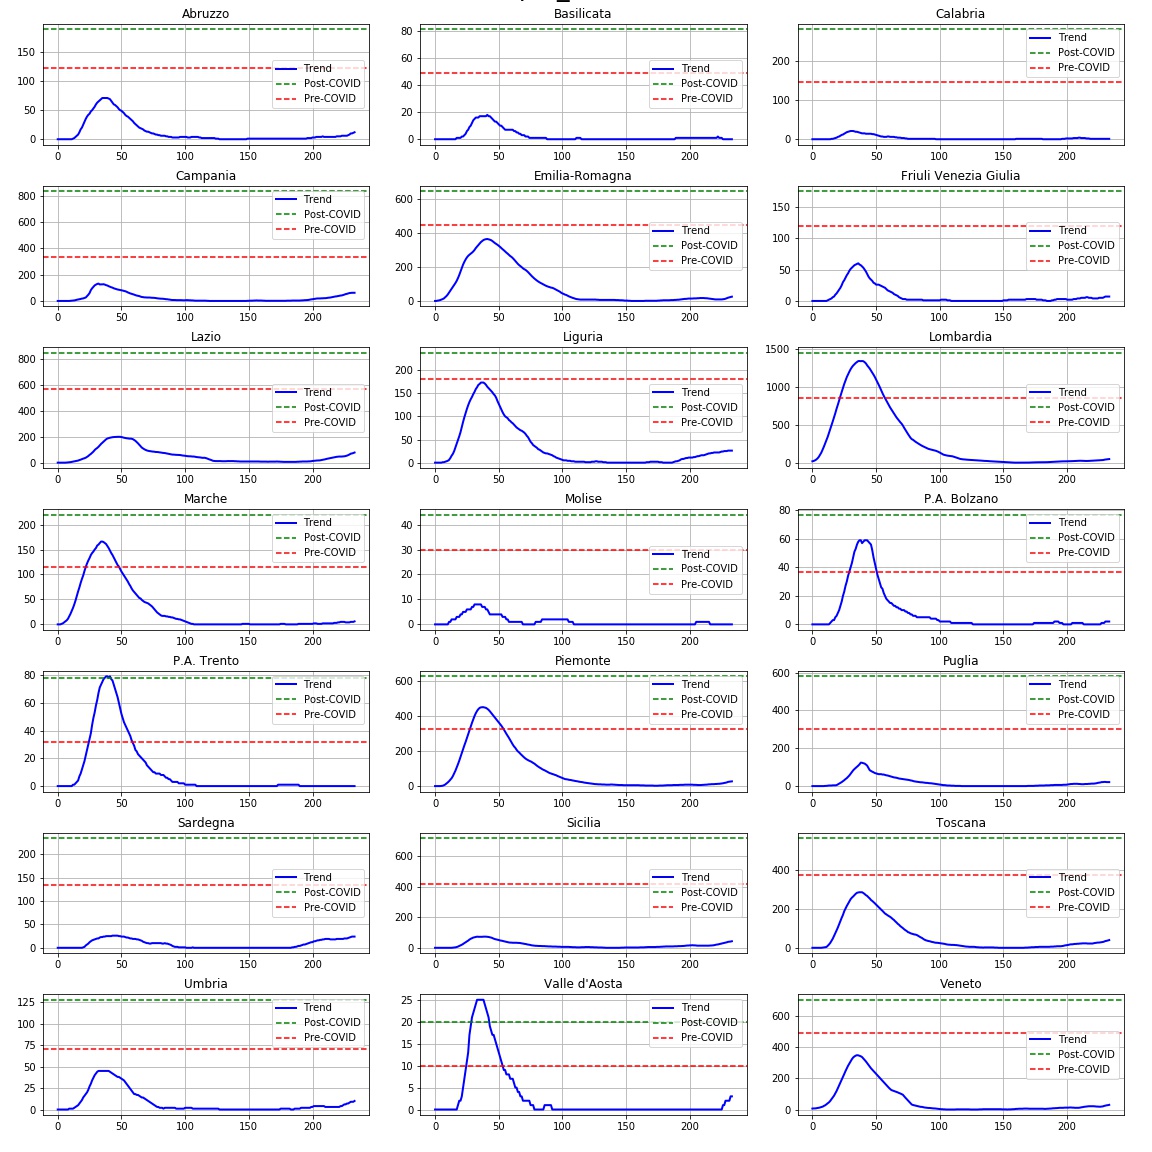 Abruzzo
Basilicata
Calabria
150
100
50
0
0 50 100 150 200
Trend
Post-COVID
Pre-COVID
80
60
40
20
0
0 50 100 150 200
Trend
Post-COVID
Pre-COVID
200
100
0
0 50 100 150 200
Trend
Post-COVID
Pre-COVID
Campania
Emilia-Romagna
Friuli Venezia Giulia
800
600
400
200
0
0 50 100 150 200
Trend
Post-COVID
Pre-COVID
600
400
200
0
0 50 100 150 200
Trend
Post-COVID
Pre-COVID
150
100
50
0
0 50 100 150 200
Trend
Post-COVID
Pre-COVID
Lazio
Liguria
Lombardia
800
600
400
200
0
0 50 100 150 200
Trend
Post-COVID
Pre-COVID
200
150
100
50
0
0 50 100 150 200
Trend
Post-COVID
Pre-COVID
1500
1000
500
0
0 50 100 150 200
Trend
Post-COVID
Pre-COVID
Marche
Molise
P.A. Bolzano
200
150
100
50
0
0 50 100 150 200
Trend
Post-COVID
Pre-COVID
40
30
20
10
0
0 50 100 150 200
Trend
Post-COVID
Pre-COVID
80
60
40
20
0
0 50 100 150 200
Trend
Post-COVID
Pre-COVID
P.A. Trento
Piemonte
Puglia
80
60
40
20
0
0 50 100 150 200
Trend
Post-COVID
Pre-COVID
600
400
200
0
0 50 100 150 200
Trend
Post-COVID
Pre-COVID
600
400
200
0
0 50 100 150 200
Trend
Post-COVID
Pre-COVID
Sardegna
Sicilia
Toscana
200
150
100
50
0
0 50 100 150 200
Trend
Post-COVID
Pre-COVID
600
400
200
0
0 50 100 150 200
Trend
Post-COVID
Pre-COVID
400
200
0
0 50 100 150 200
Trend
Post-COVID
Pre-COVID
Umbria
Valle d'Aosta
Veneto
125
100
75
50
25
0
0 50 100 150 200
Trend
Post-COVID
Pre-COVID
25
20
15
10
5
0
0 50 100 150 200
Trend
Post-COVID
Pre-COVID
600
400
200
0
0 50 100 150 200
Trend
Post-COVID
Pre-COVID